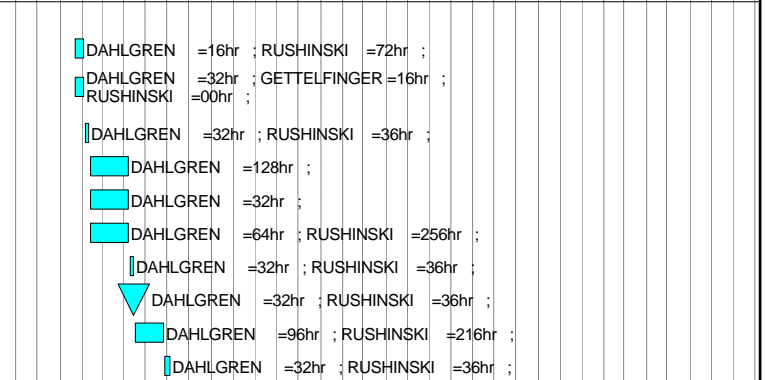 DAHLGREN =16hr ; RUSHINSKI =72hr ;
DAHLGREN =32hr ; GETTELFINGER =16hr ;
RUSHINSKI =00hr ;
DAHLGREN =32hr ; RUSHINSKI =36hr ;
DAHLGREN =128hr ;
DAHLGREN =32hr ;
DAHLGREN =64hr ; RUSHINSKI =256hr ;
DAHLGREN =32hr ; RUSHINSKI =36hr ;
DAHLGREN =32hr ; RUSHINSKI =36hr ;
DAHLGREN =96hr ; RUSHINSKI =216hr ;
DAHLGREN =32hr ; RUSHINSKI =36hr ;